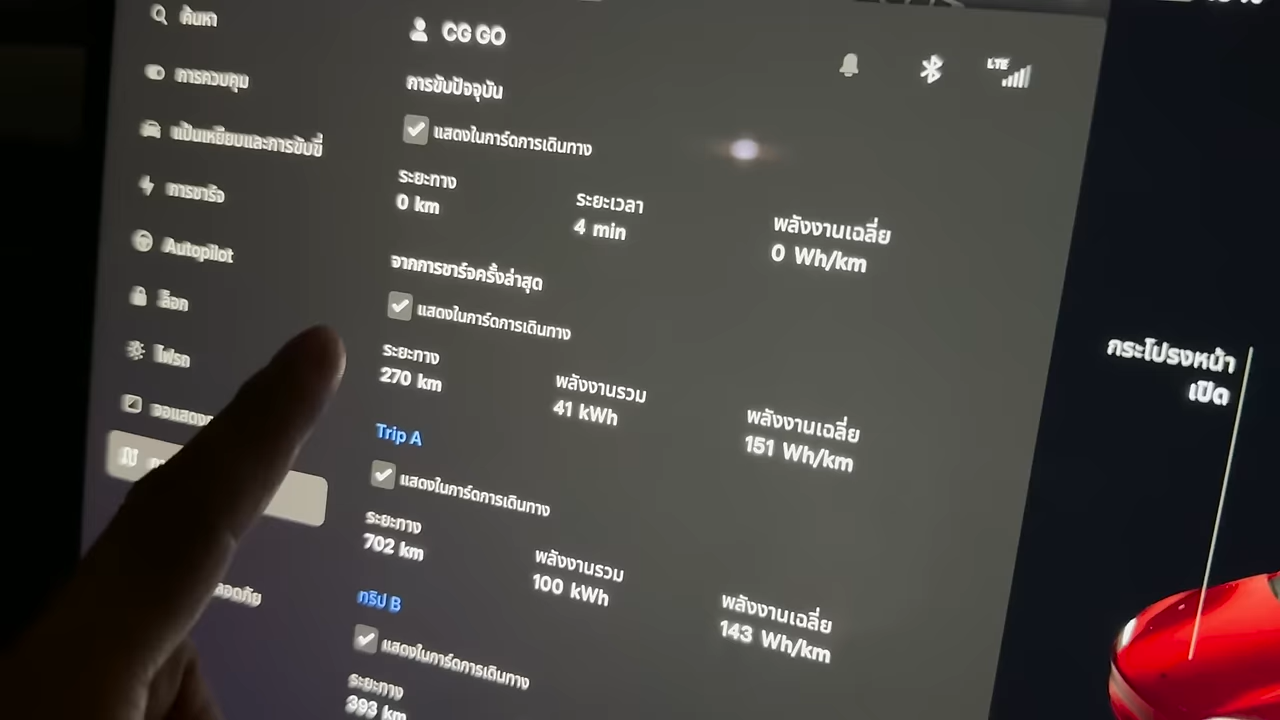 ค้นหา
การควบคุม
แป้นเหยียบและการขับขี่
การชาร์จ
Autopilot
ล็อก
ไฟรถ
CG GO
LTE
การขับปัจจุบัน
แสดงในการ์ดการเดินทาง
ระยะทาง
0 km
ระยะเวลา
4 min
พลังงานเฉลี่ย
0 Wh/km
จากการชาร์จครั้งล่าสุด
แสดงในการ์ดการเดินทาง
ระยะทาง
270 km
พลังงานรวม
41 kWh
พลังงานเฉลี่ย
151 Wh/km
Trip A
แสดงในการ์ดการเดินทาง
ระยะทาง
702 km
พลังงานรวม
100 kWh
พลังงานเฉลี่ย
143 Wh/km
ทริป B
แสดงในการ์ดการเดินทาง
ระยะทาง
393 km
กระโปรงหน้า
เปิด